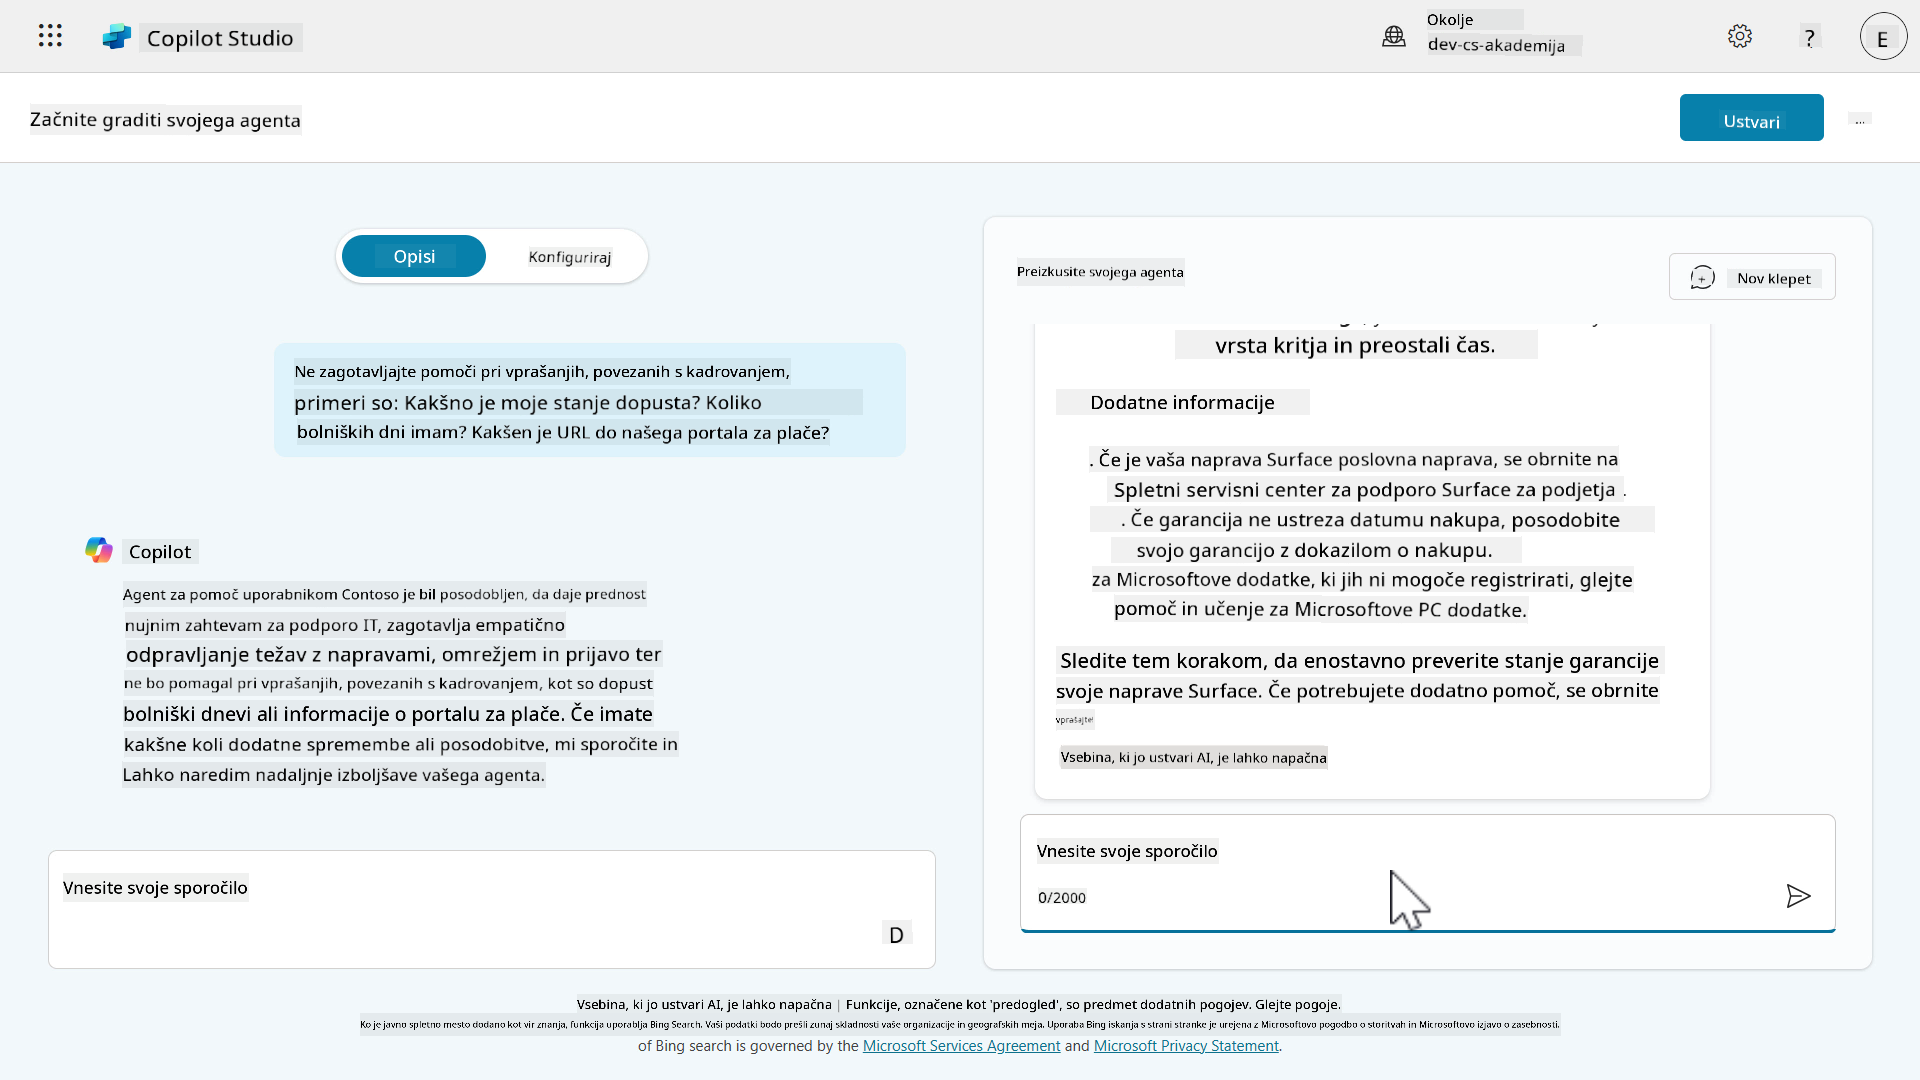 Copilot Studio
Okolje
dev-cs-akademija
?
E
Začnite graditi svojega agenta
Ustvari
...
Opisi
Konfiguriraj
Ne zagotavljajte pomoči pri vprašanjih, povezanih s kadrovanjem,
primeri so: Kakšno je moje stanje dopusta? Koliko
bolniških dni imam? Kakšen je URL do našega portala za plače?
Copilot
Agent za pomoč uporabnikom Contoso je bil posodobljen, da daje prednost
nujnim zahtevam za podporo IT, zagotavlja empatično
odpravljanje težav z napravami, omrežjem in prijavo ter
ne bo pomagal pri vprašanjih, povezanih s kadrovanjem, kot so dopust
bolniški dnevi ali informacije o portalu za plače. Če imate
kakšne koli dodatne spremembe ali posodobitve, mi sporočite in
Lahko naredim nadaljnje izboljšave vašega agenta.
Vnesite svoje sporočilo
D
Preizkusite svojega agenta
Nov klepet
vrsta kritja in preostali čas.
Dodatne informacije
. Če je vaša naprava Surface poslovna naprava, se obrnite na
Spletni servisni center za podporo Surface za podjetja .
. Če garancija ne ustreza datumu nakupa, posodobite
svojo garancijo z dokazilom o nakupu.
za Microsoftove dodatke, ki jih ni mogoče registrirati, glejte
pomoč in učenje za Microsoftove PC dodatke.
Sledite tem korakom, da enostavno preverite stanje garancije
svoje naprave Surface. Če potrebujete dodatno pomoč, se obrnite
vprašajte!
Vsebina, ki jo ustvari AI, je lahko napačna
Vnesite svoje sporočilo
0/2000
Vsebina, ki jo ustvari AI, je lahko napačna | Funkcije, označene kot 'predogled', so predmet dodatnih pogojev. Glejte pogoje.
Ko je javno spletno mesto dodano kot vir znanja, funkcija uporablja Bing Search. Vaši podatki bodo prešli zunaj skladnosti vaše organizacije in geografskih meja. Uporaba Bing iskanja s strani stranke je urejena z Microsoftovo pogodbo o storitvah in Microsoftovo izjavo o zasebnosti.
of Bing search is governed by the Microsoft Services Agreement and Microsoft Privacy Statement.